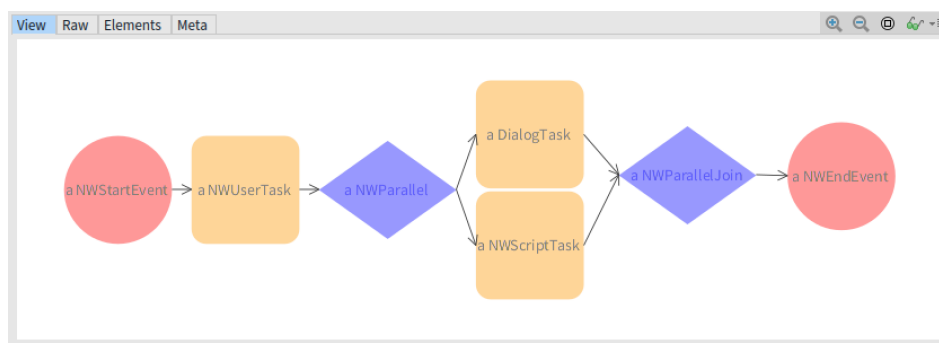 View Raw Elements Meta
a DialogTask
a NWStartEvent a NWUserTask a NWParallel a NWParallelJoin a NWEndEvent
a NWScriptTask